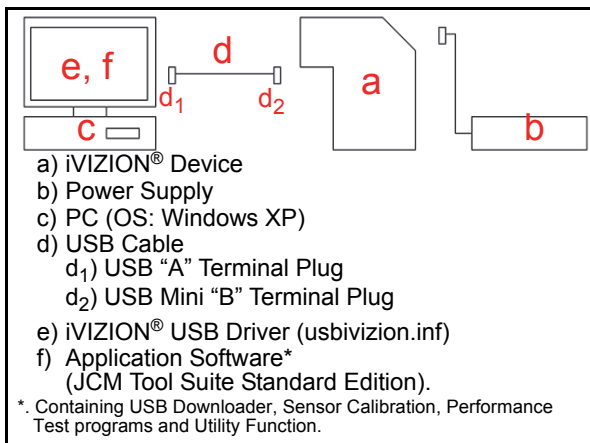 e, f
d
d1
d2
a
c
b
a) iVIZION® Device
b) Power Supply
c) PC (OS: Windows XP)
d) USB Cable
d1) USB “A” Terminal Plug
d2) USB Mini “B” Terminal Plug
e) iVIZION® USB Driver (usbivizion.inf)
f) Application Software*
(JCM Tool Suite Standard Edition).
*. Containing USB Downloader, Sensor Calibration, Performance
Test programs and Utility Function.